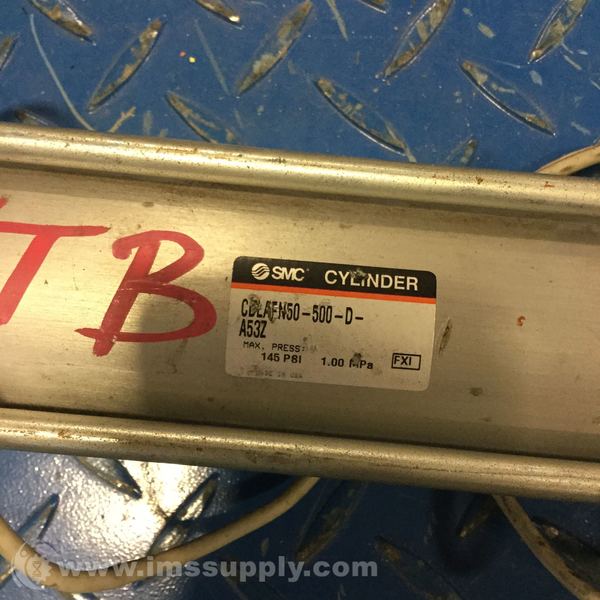 TB
SMC CYLINDER
CDLAFN50-500-D-
A53Z
MAX. PRESS:
145 PSI 1.00 MPa FXI
www.imssupply.com